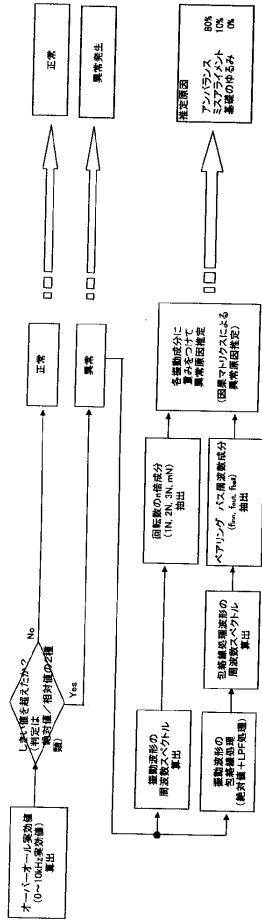 オーバーオール実効値
(0～10kHz実効値)
算出
しきい値を超えたか?
(判定は
絶対値/相対値の2種
類)
No
Yes
正常
異常
正常
異常発生
振動波形の
周波数スペクトル
算出
回転数のn倍成分
(1N, 2N, 3N, mN)
抽出
振動波形の
包絡線処理
(絶対値+LPF処理)
包絡線処理波形の
周波数スペクトル
算出
ベアリング パス周波数成分
抽出
各振動成分に
重みをつけて
異常原因推定
(因果マトリクスによる
異常原因推定)
推定原因
アンバランス 80%
ミスアライメント 10%
基礎のゆるみ 0%